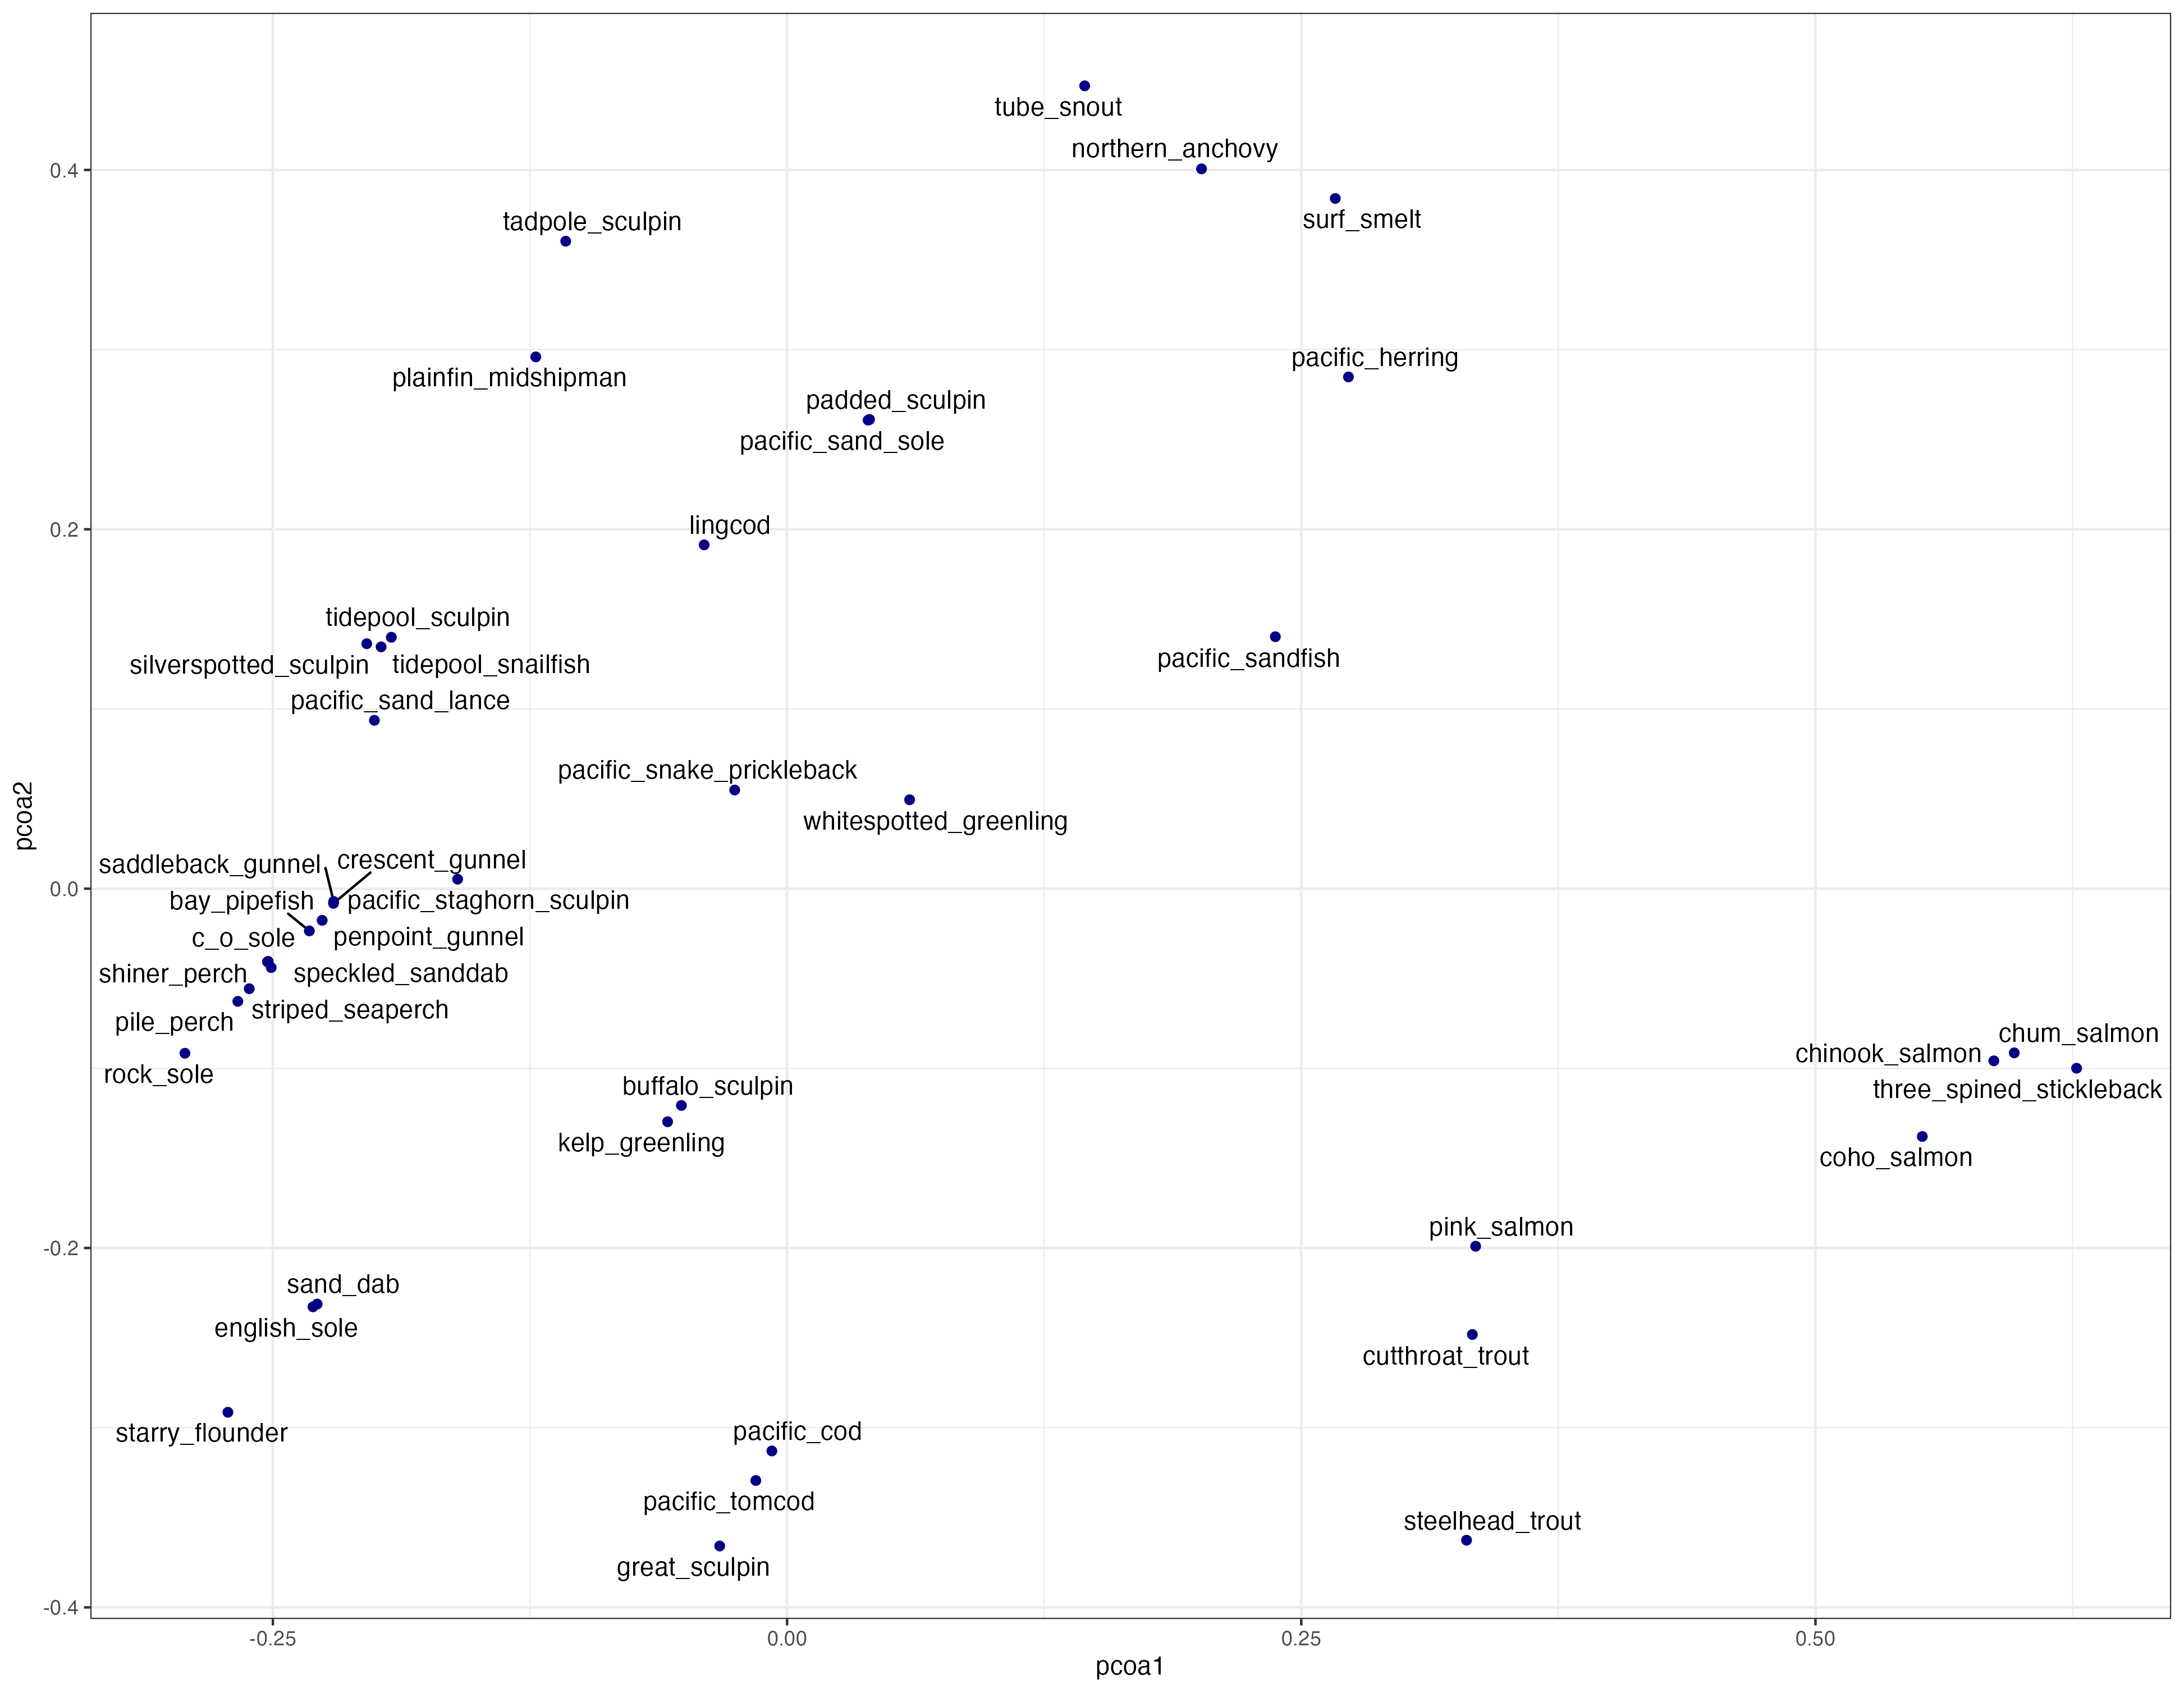 tube_snout
northern_anchovy
0.4
surf_smelt
tadpole_sculpin
pacific_herring
plainfin_midshipman
padded_sculpin
pacific_sand_sole
lingcod
0.2
tidepool_sculpin
silverspotted_sculpin
tidepool_snailfish
pacific_sandfish
pacific_sand_lance
pacific_snake_prickleback
whitespotted_greenling
pcoa2
saddleback_gunnel
crescent_gunnel
0.0
bay_pipefish
pacific_staghorn_sculpin
c_o_sole
penpoint_gunnel
shiner_perch
speckled_sanddab
striped_seaperch
pile_perch
rock_sole
chum_salmon
chinook_salmon
three_spined_stickleback
buffalo_sculpin
kelp_greenling
coho_salmon
pink_salmon
-0.2
sand_dab
english_sole
cutthroat_trout
starry_flounder
pacific_cod
pacific_tomcod
steelhead_trout
great_sculpin
-0.4
-0.25
0.00
0.25
0.50
pcoa1